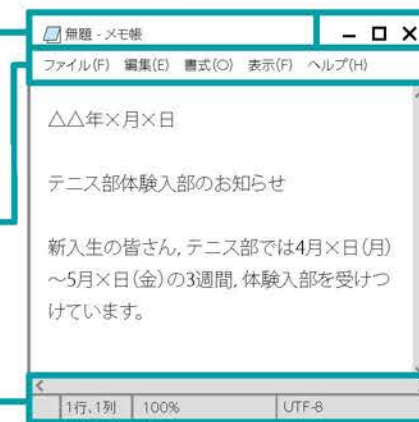 無題 - メモ帳
ファイル(F) 編集(E) 書式(O) 表示(F) ヘルプ(H)
△△年×月×日
テニス部体験入部のお知らせ
新入生の皆さん,テニス部では4月×日(月)
～5月×日(金)の3週間,体験入部を受けつ
けています。
1行、1列 100% UTF-8